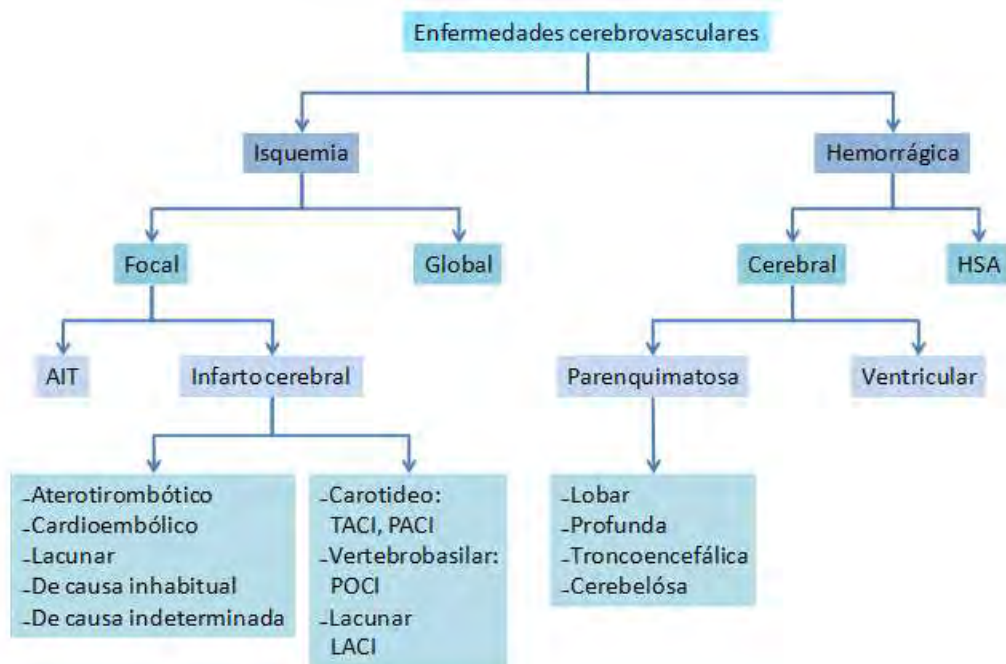 Enfermedades cerebrovasculares
Isquemia
Hemorrágica
Focal
Global
Cerebral
HSA
AIT
Infarto cerebral
Parenquimatosa
Ventricular
-Aterotirombótico
-Cardioembólico
-Lacunar
-De causa inhabitual
-De causa indeterminada
-Carotideo:
TACI, PACI
-Vertebrobasilar:
POCI
-Lacunar
LACI
-Lobar
-Profunda
-Troncoencefálica
-Cerebelósa